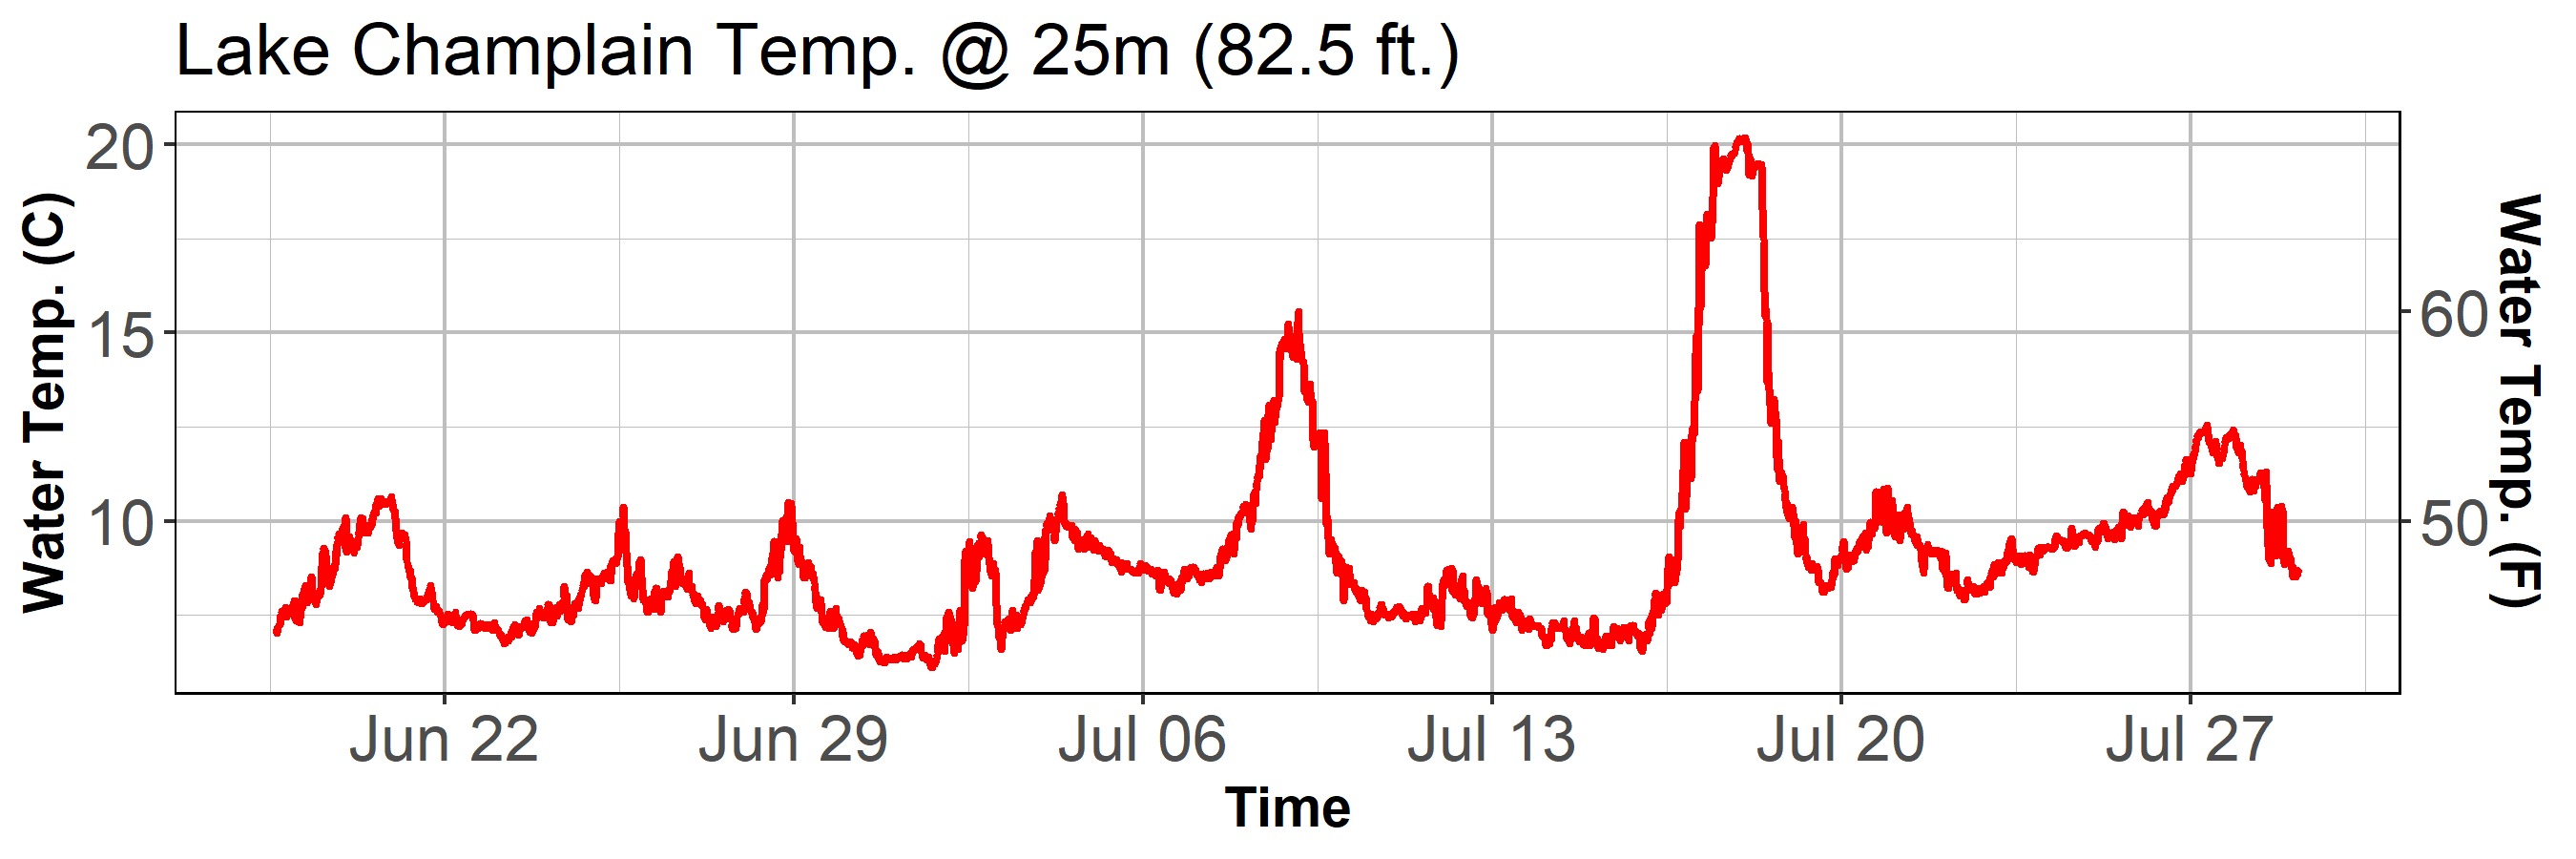 Lake Champlain Temp. @ 25m (82.5 ft.)
Water Temp. (C)
20
15
10
60
50
Water Temp. (F)
Jun 22 Jun 29 Jul 06 Jul 13 Jul 20 Jul 27
Time